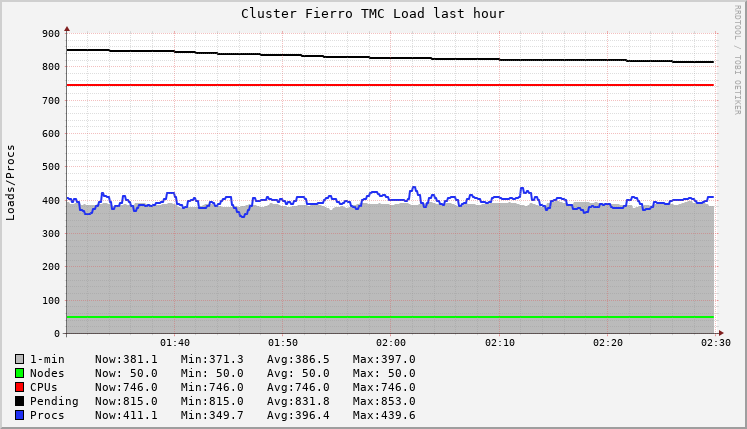 Cluster Fierro TMC Load last hour
RRDTOOL / TOBI OETIKER
Loads/Procs
900
800
700
600
500
400
300
200
100
0
01:40 01:50 02:00 02:10 02:20 02:30
1-min Now:381.1 Min:371.3 Avg:386.5 Max:397.0
Nodes Now: 50.0 Min: 50.0 Avg: 50.0 Max: 50.0
CPUs Now:746.0 Min:746.0 Avg:746.0 Max:746.0
Pending Now:815.0 Min:815.0 Avg:831.8 Max:853.0
Procs Now:411.1 Min:349.7 Avg:396.4 Max:439.6